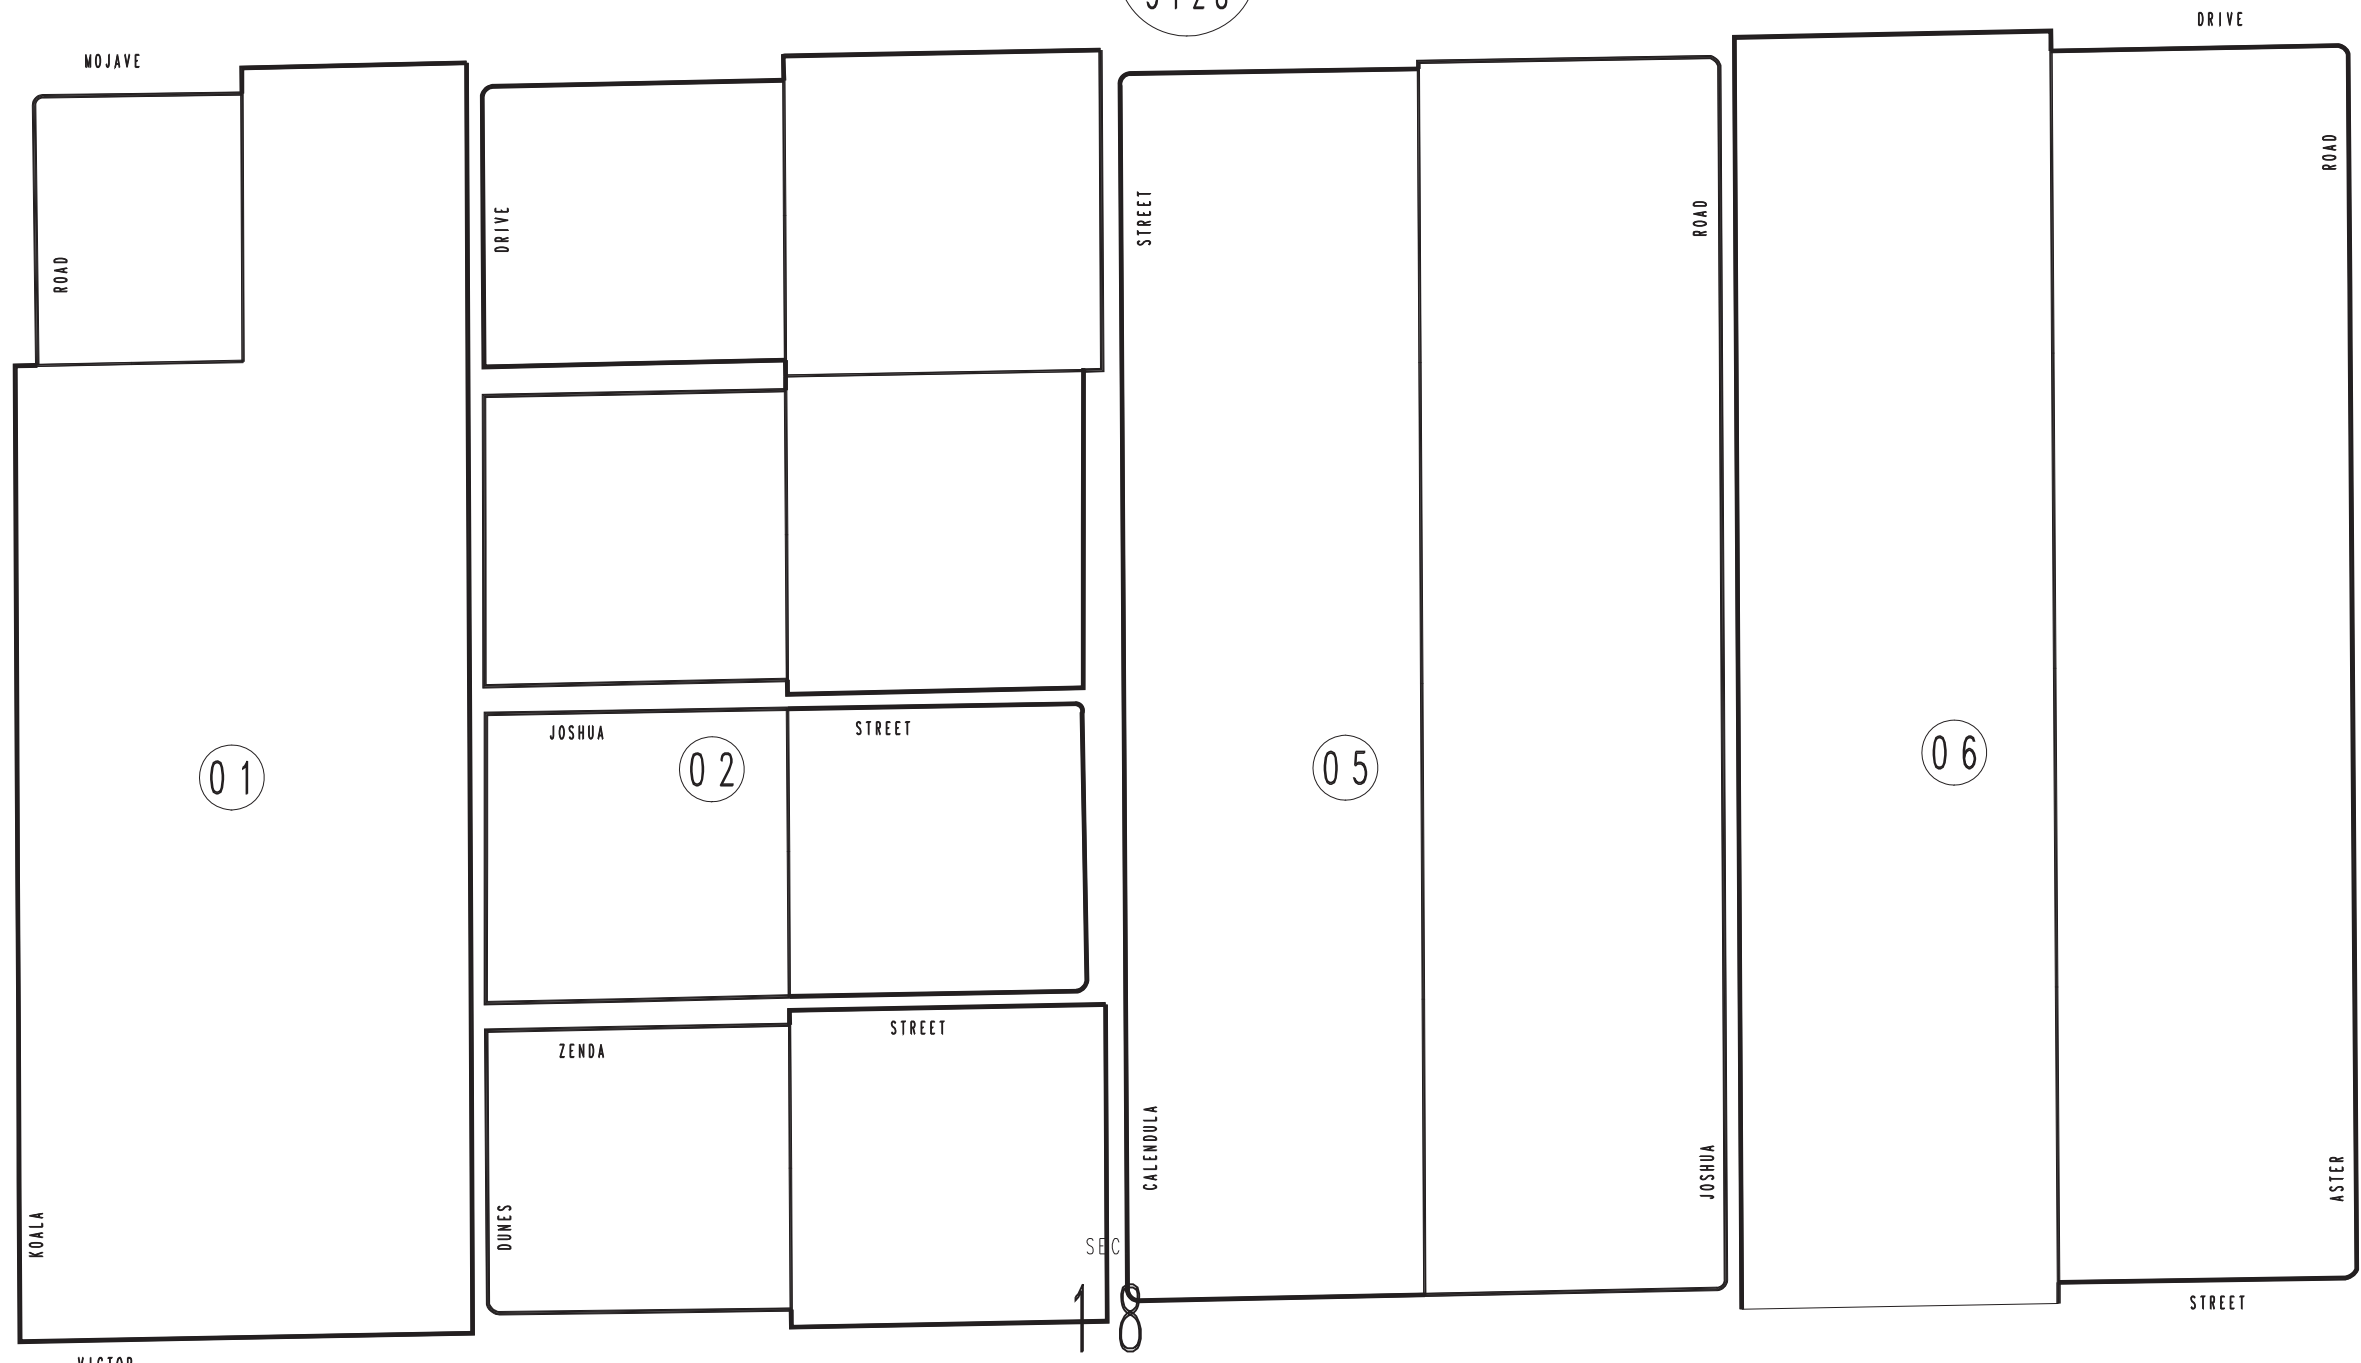 DRIVE
MOJAVE
ROAD
DRIVE
STREET
ROAD
ROAD
JOSHUA
STREET
01
02
05
06
ZENDA
STREET
KOALA
DUNES
CALENDULA
JOSHUA
ASTER
SEC
18
STREET